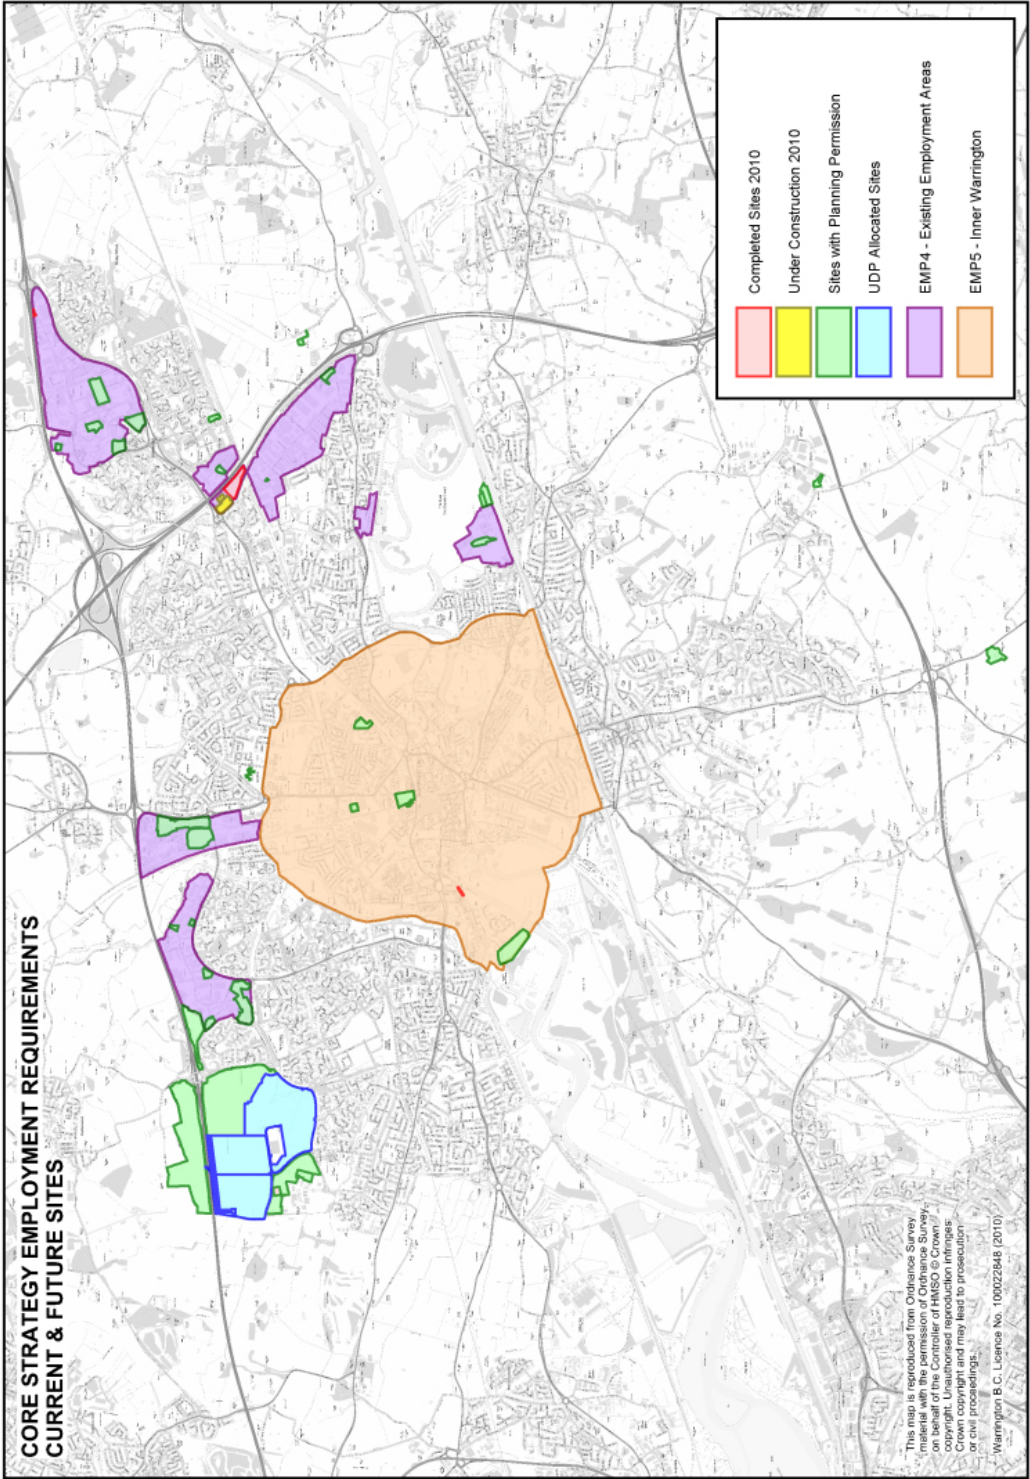 CORE STRATEGY EMPLOYMENT REQUIREMENTS
CURRENT & FUTURE SITES
Completed Sites 2010
Under Construction 2010
Sites with Planning Permission
UDP Allocated Sites
EMP4 - Existing Employment Areas
EMP5 - Inner Warrington
This map is reproduced from Ordnance Survey
material with the permission of Ordnance Survey
on behalf of the Controller of HMSO © Crown
copyright. Unauthorised reproduction infringes
Crown copyright and may lead to prosecution
or civil proceedings.
Warrington B.C. Licence No. 100022848 (2010)